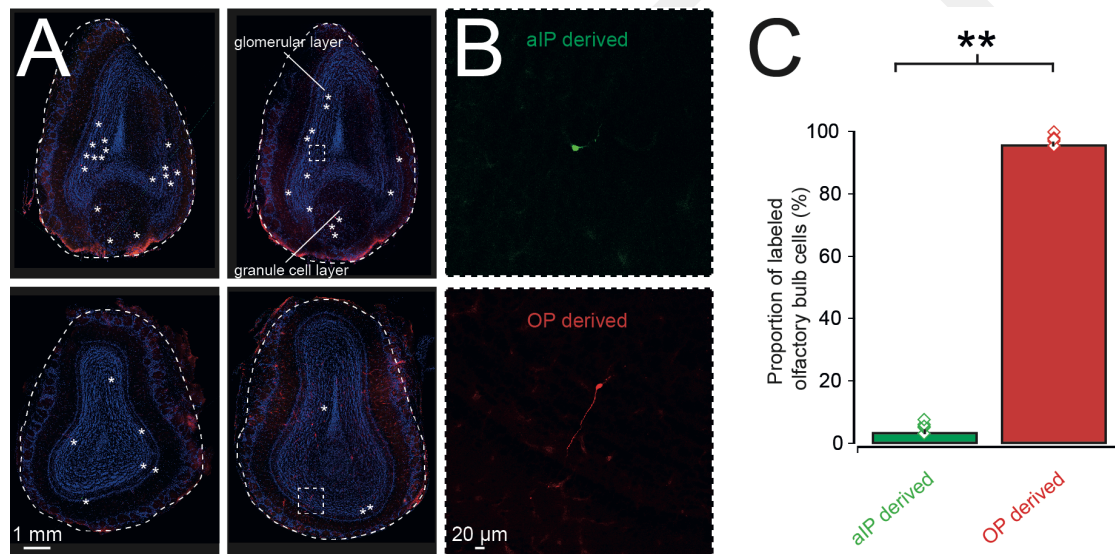 A
glomerular layer
granule cell layer
1 mm
B
aIP derived
OP derived
20 µm
C
**
Proportion of labeled
olfactory bulb cells (%)
100
80
60
40
20
0
aIP derived
OP derived